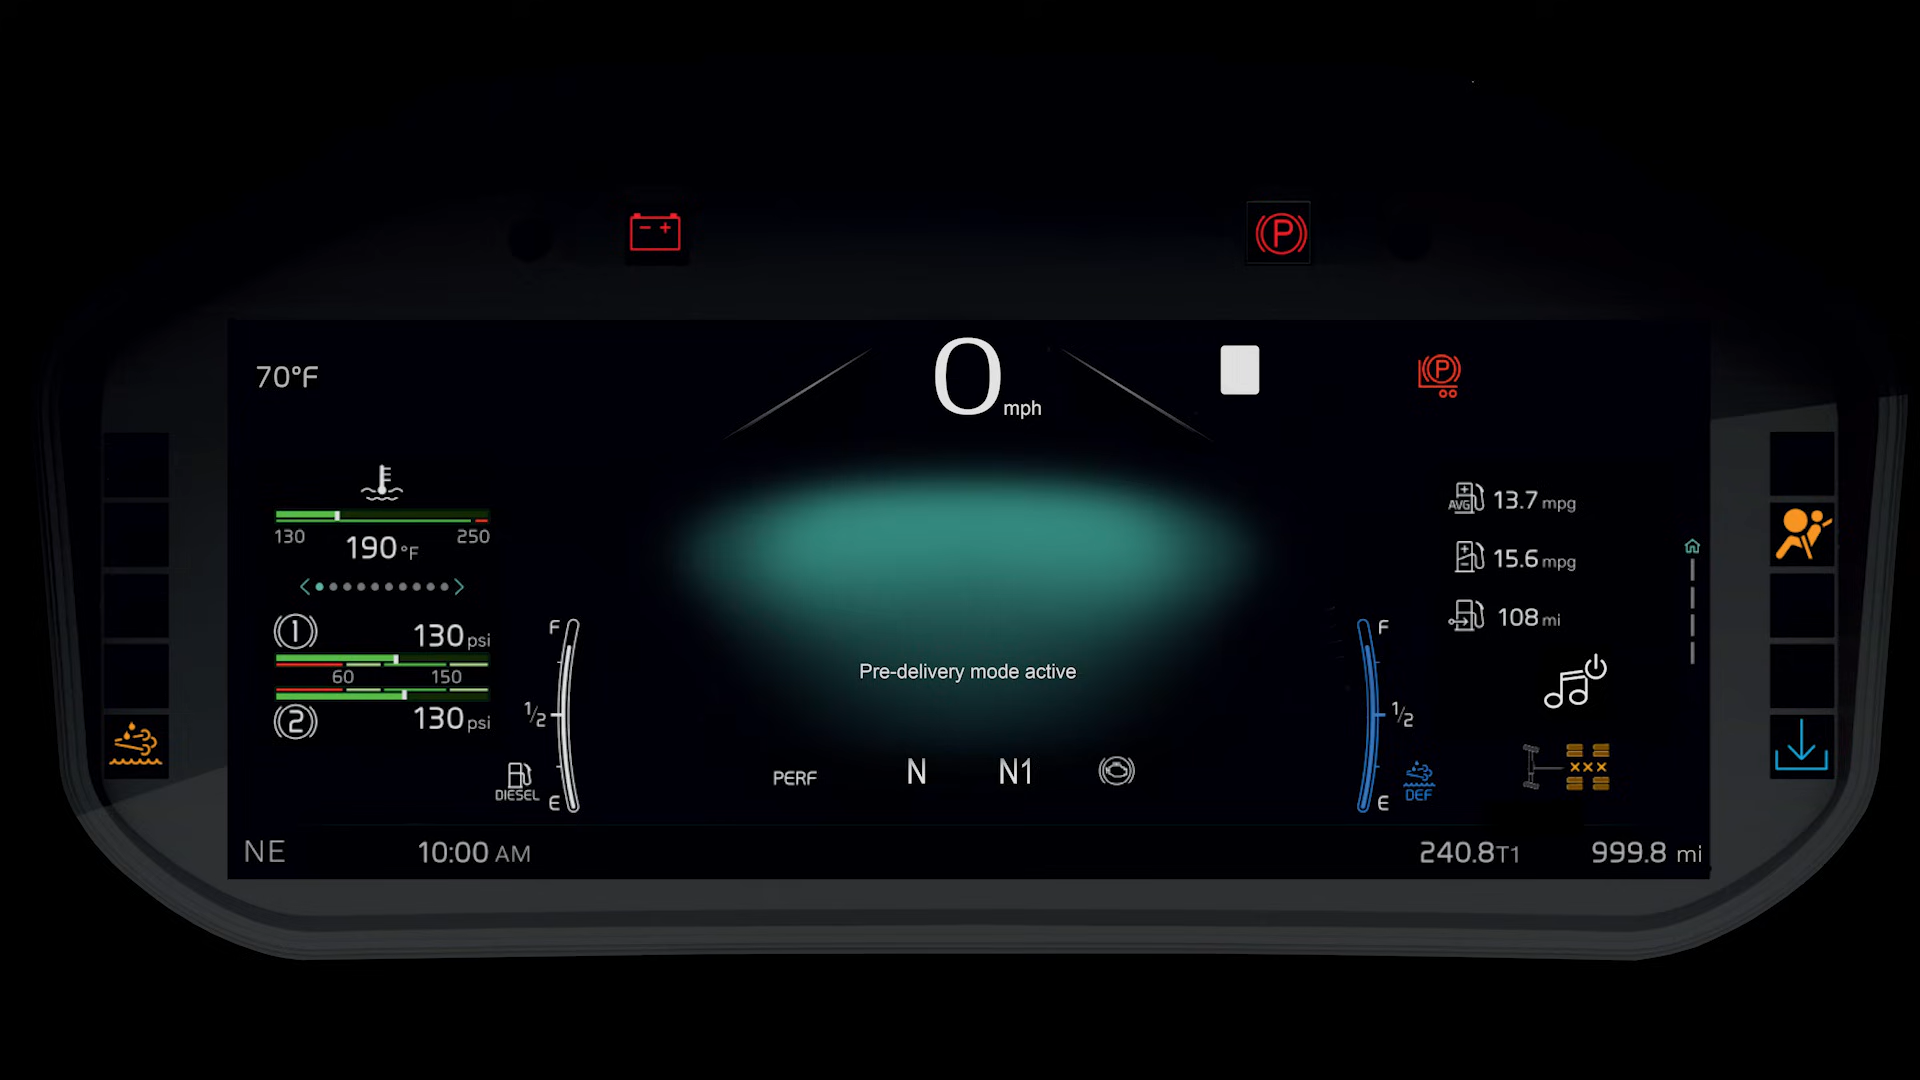 P
0 mph
70°F
P
130 250
190 °F
AVG 13.7 mpg
15.6 mpg
108 mi
1 130 psi
60 150
2 130 psi
F
1/2
E
DIESEL
Pre-delivery mode active
PERF N N1
F
1/2
E
DEF
NE 10:00 AM 240.8 T1 999.8 mi